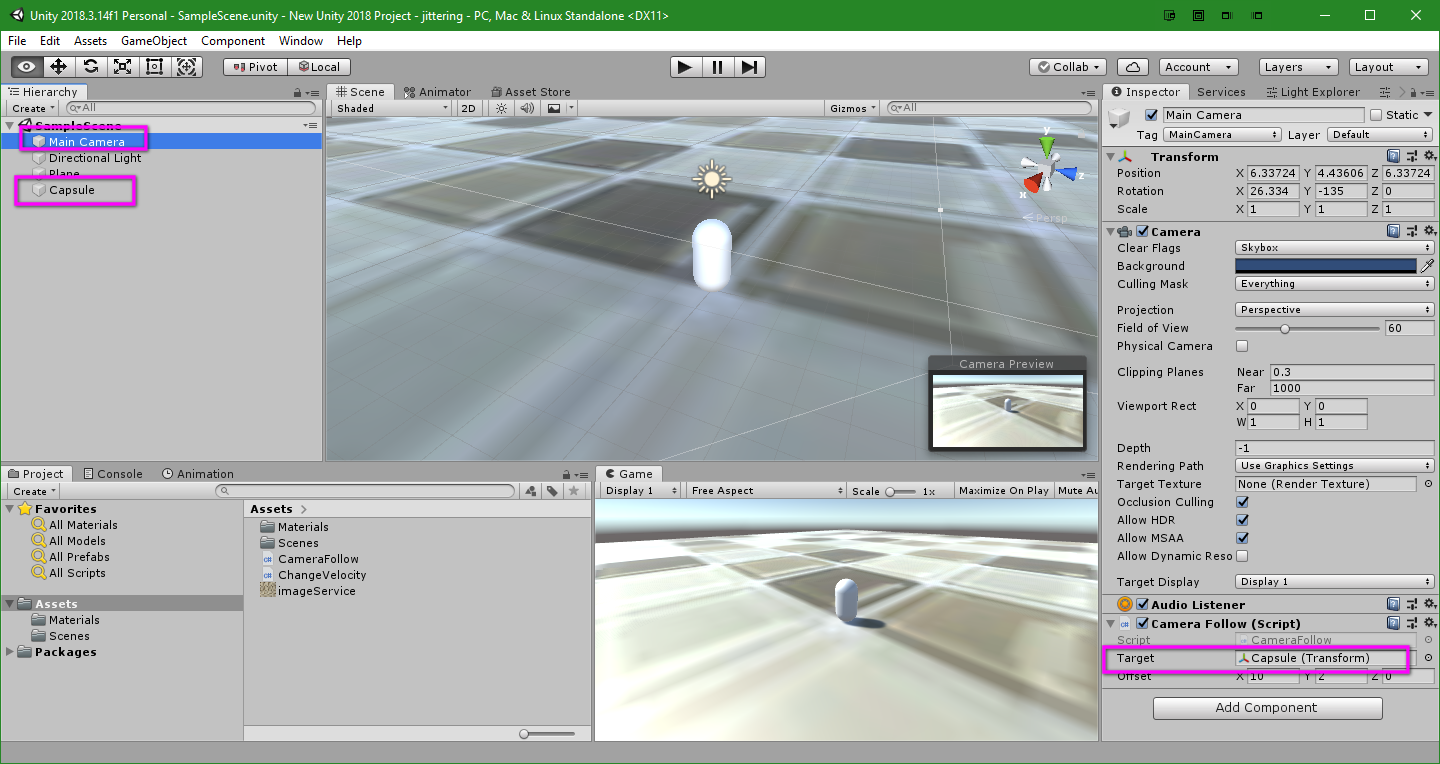 Unity 2018.3.14f1 Personal - SampleScene.unity - New Unity 2018 Project - jittering - PC, Mac & Linux Standalone <DX11>
File Edit Assets GameObject Component Window Help
Pivot Local Collab Account Layers Layout
Hierarchy
Create All
SampleScene
Main Camera
Directional Light
Plane
Capsule
Scene Animator Asset Store
Shaded 2D Gizmos All
y
z
x
Persp
Camera Preview
Project Console Animation
Create
Favorites
All Materials
All Models
All Prefabs
All Scripts
Assets
Materials
Scenes
Packages
Assets
Materials
Scenes
CameraFollow
ChangeVelocity
imageService
Game
Display 1 Free Aspect Scale 1x Maximize On Play Mute Au
Inspector Services Light Explorer
Main Camera Static
Tag MainCamera Layer Default
Transform
Position X 6.33724 Y 4.43606 Z 6.33724
Rotation X 26.334 Y -135 Z 0
Scale X 1 Y 1 Z 1
Camera
Clear Flags Skybox
Background
Culling Mask Everything
Projection Perspective
Field of View 60
Physical Camera
Clipping Planes Near 0.3
Far 1000
Viewport Rect X 0 Y 0
W 1 H 1
Depth -1
Rendering Path Use Graphics Settings
Target Texture None (Render Texture)
Occlusion Culling
Allow HDR
Allow MSAA
Allow Dynamic Reso
Target Display Display 1
Audio Listener
Camera Follow (Script)
Script CameraFollow
Target Capsule (Transform)
Offset X 10 Y 2 Z 0
Add Component